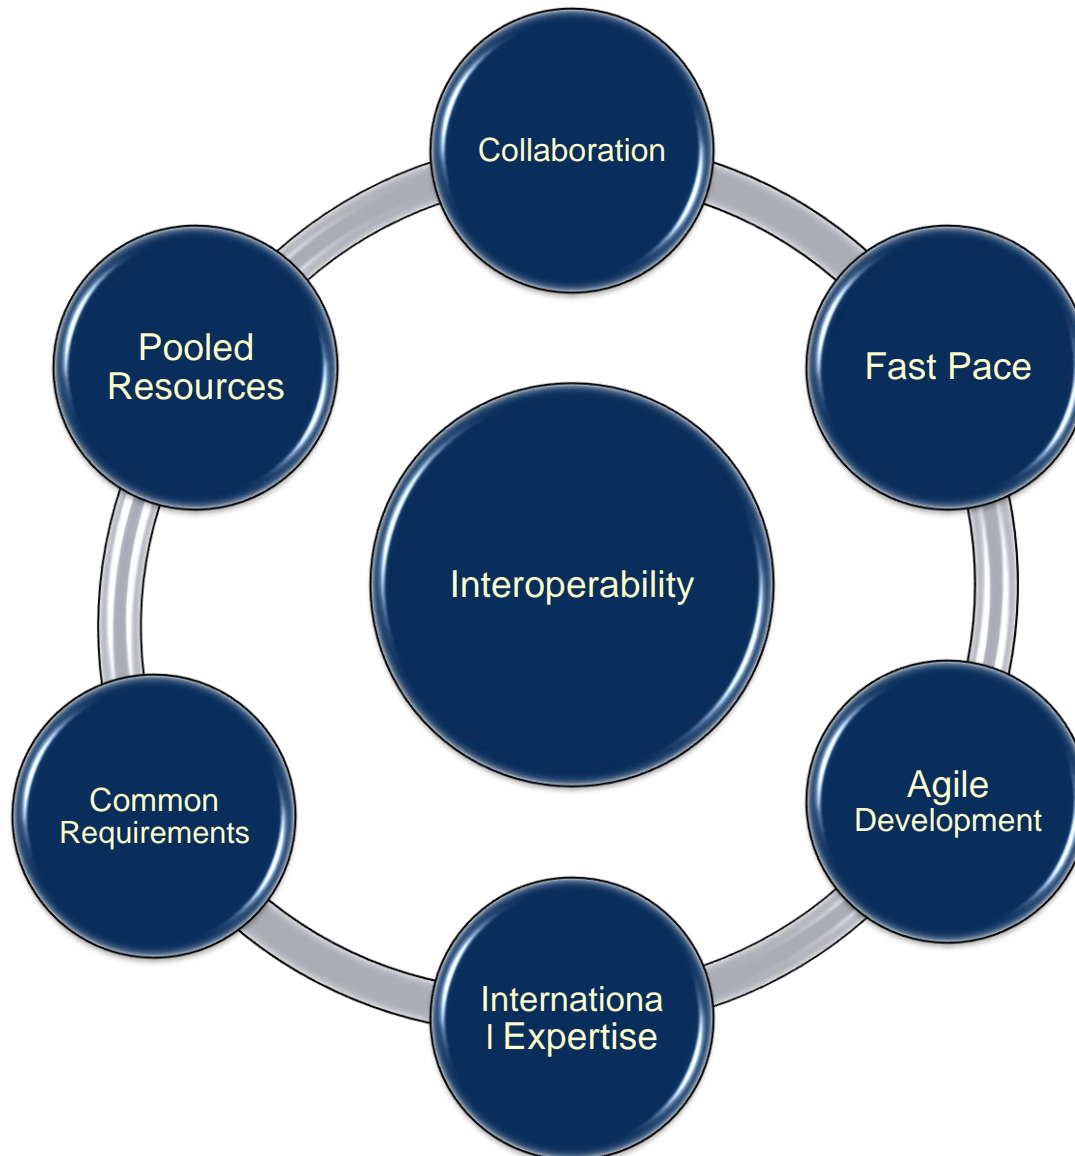 Collaboration
Pooled
Resources
Fast Pace
Interoperability
Common
Requirements
Agile
Development
Internationa
l Expertise